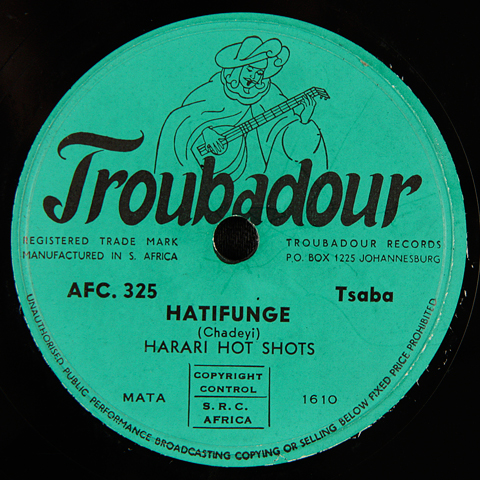 Troubadour
REGISTERED TRADE MARK
MANUFACTURED IN S. AFRICA
TROUBADOUR RECORDS
P.O. BOX 1225 JOHANNESBURG
AFC. 325
Tsaba
HATIFUNGE
(Chadeyi)
HARARI HOT SHOTS
COPYRIGHT
CONTROL
S. R. C.
AFRICA
MATA
1610
UNAUTHORISED PUBLIC PERFORMANCE BROADCASTING COPYING OR SELLING BELOW FIXED PRICE PROHIBITED